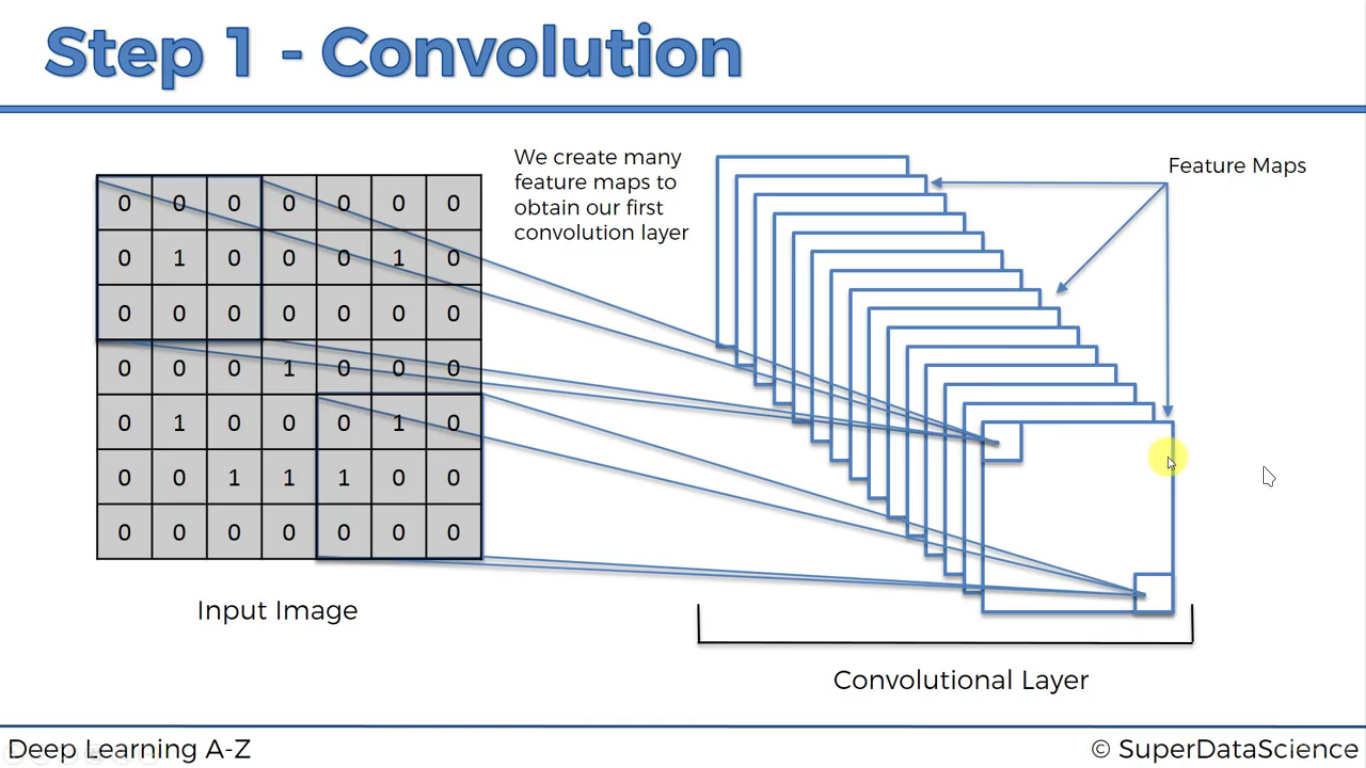 Step 1 - Convolution
We create many
feature maps to
obtain our first
convolution layer
Feature Maps
0 0 0 0 0 0 0
0 1 0 0 0 1 0
0 0 0 0 0 0 0
0 0 0 1 0 0 0
0 1 0 0 0 1 0
0 0 1 1 1 0 0
0 0 0 0 0 0 0
Input Image
Convolutional Layer
Deep Learning A-Z
© SuperDataScience